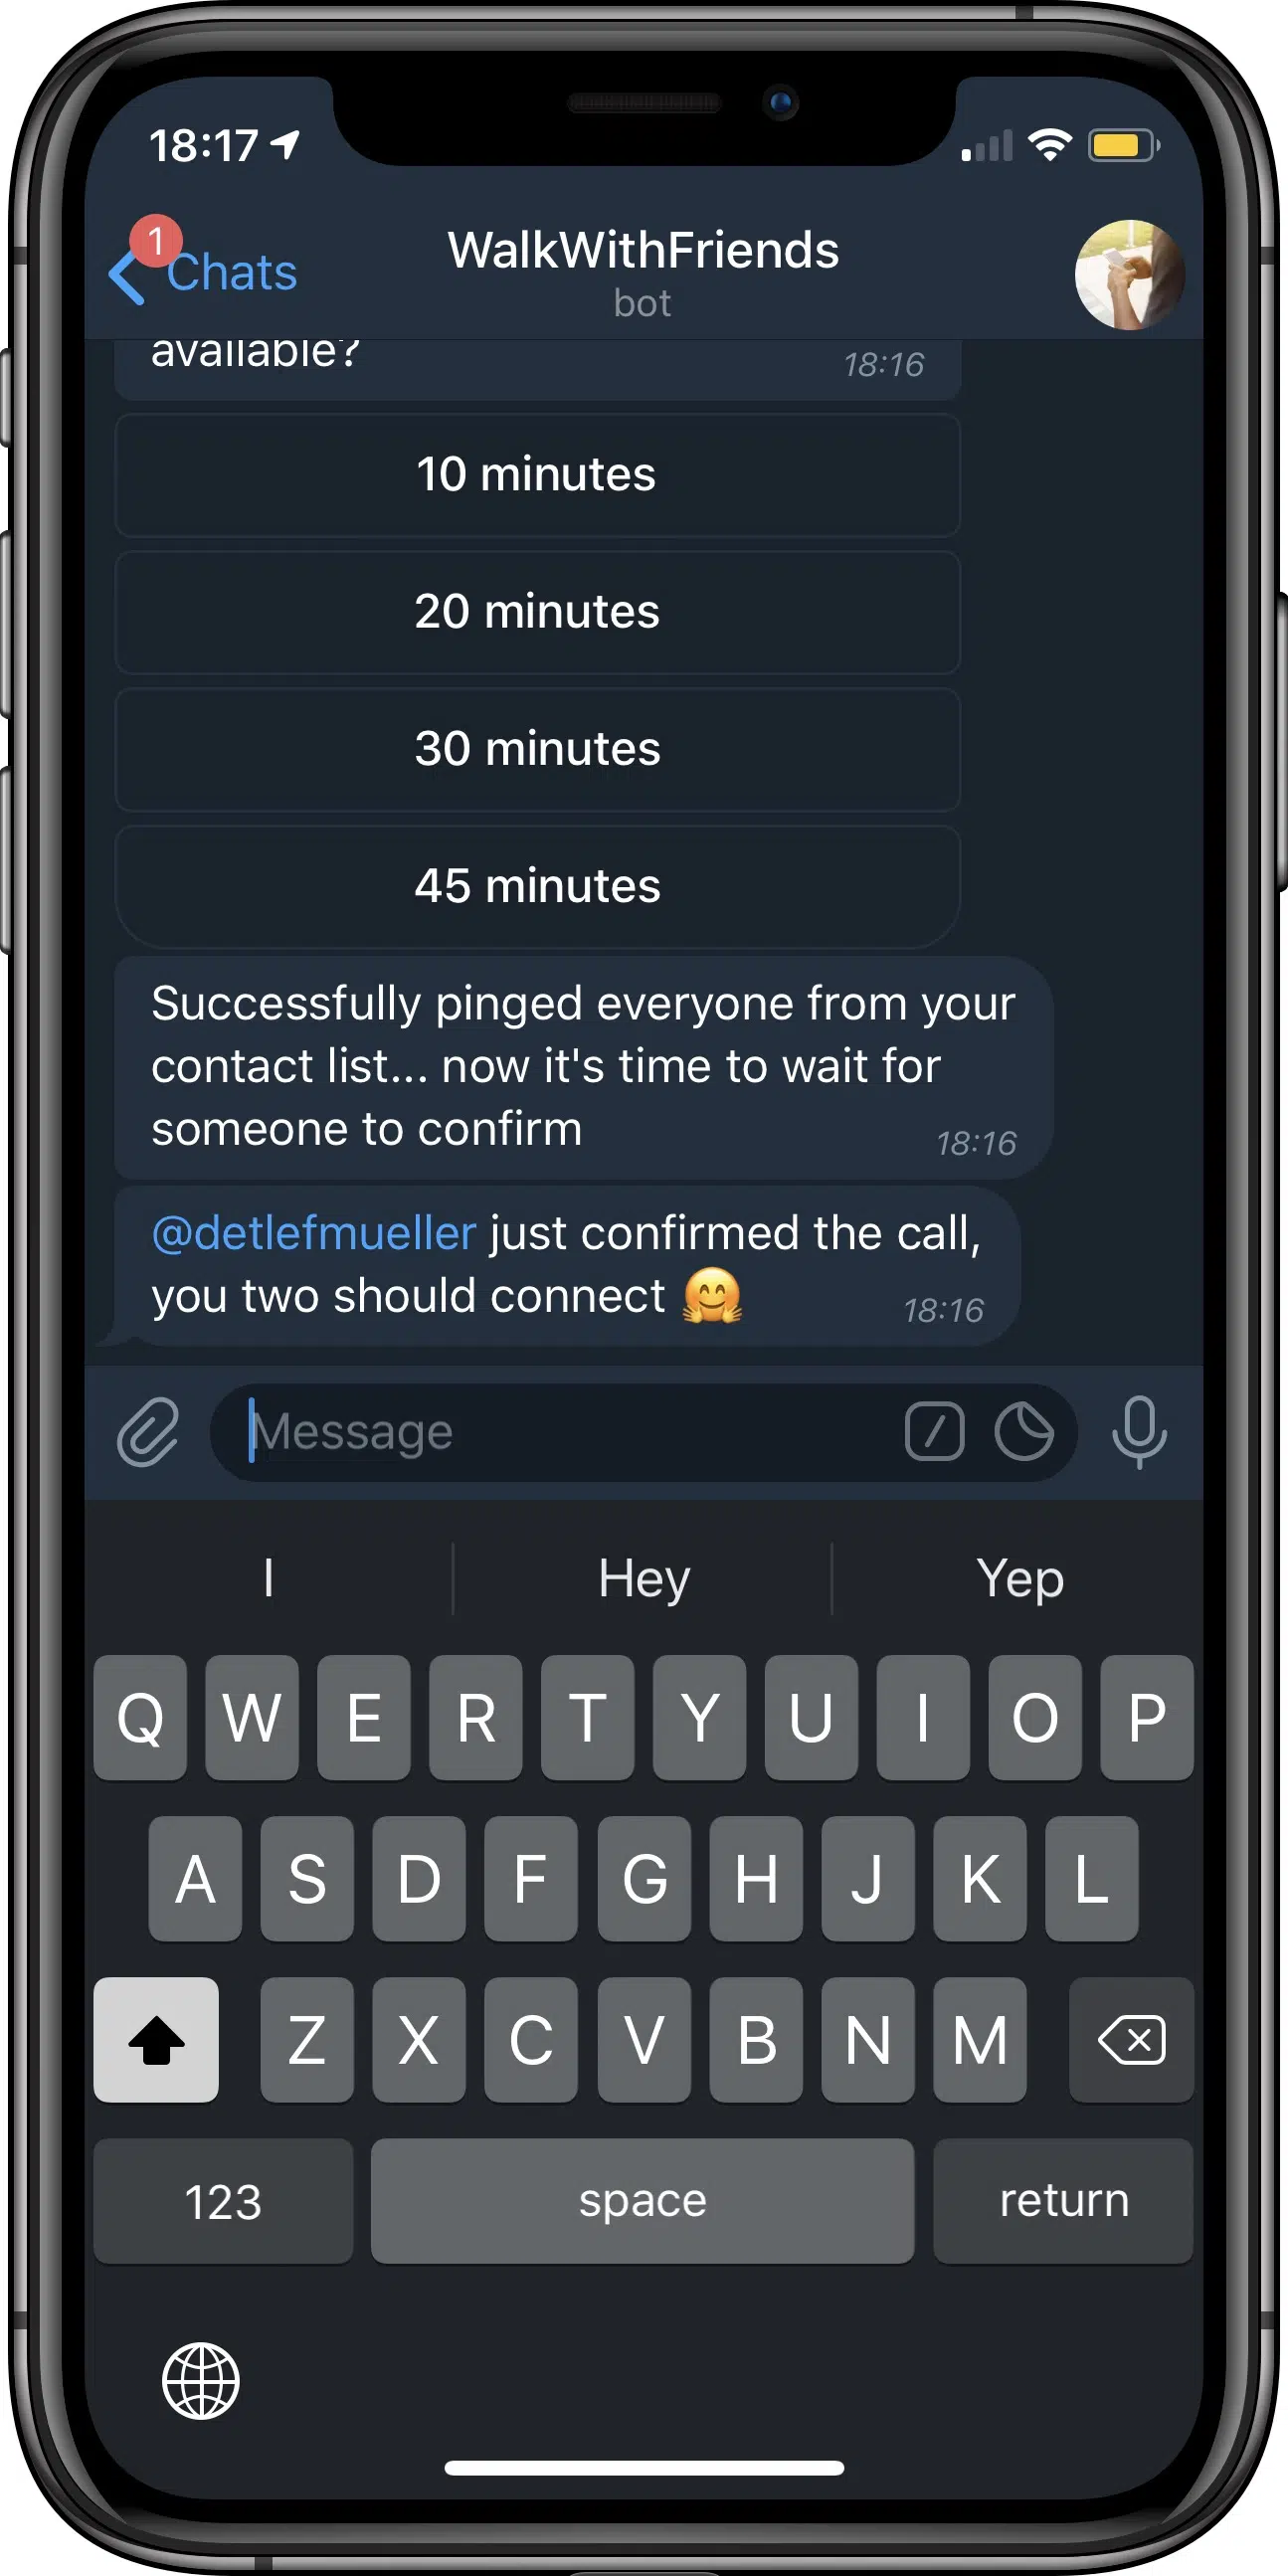 18:17
1
Chats
WalkWithFriends
bot
available?
18:16
10 minutes
20 minutes
30 minutes
45 minutes
Successfully pinged everyone from your
contact list... now it's time to wait for
someone to confirm
18:16
@detlefmueller just confirmed the call,
you two should connect 🤗
18:16
Message
I Hey Yep
Q W E R T Y U I O P
A S D F G H J K L
Z X C V B N M
123 space return